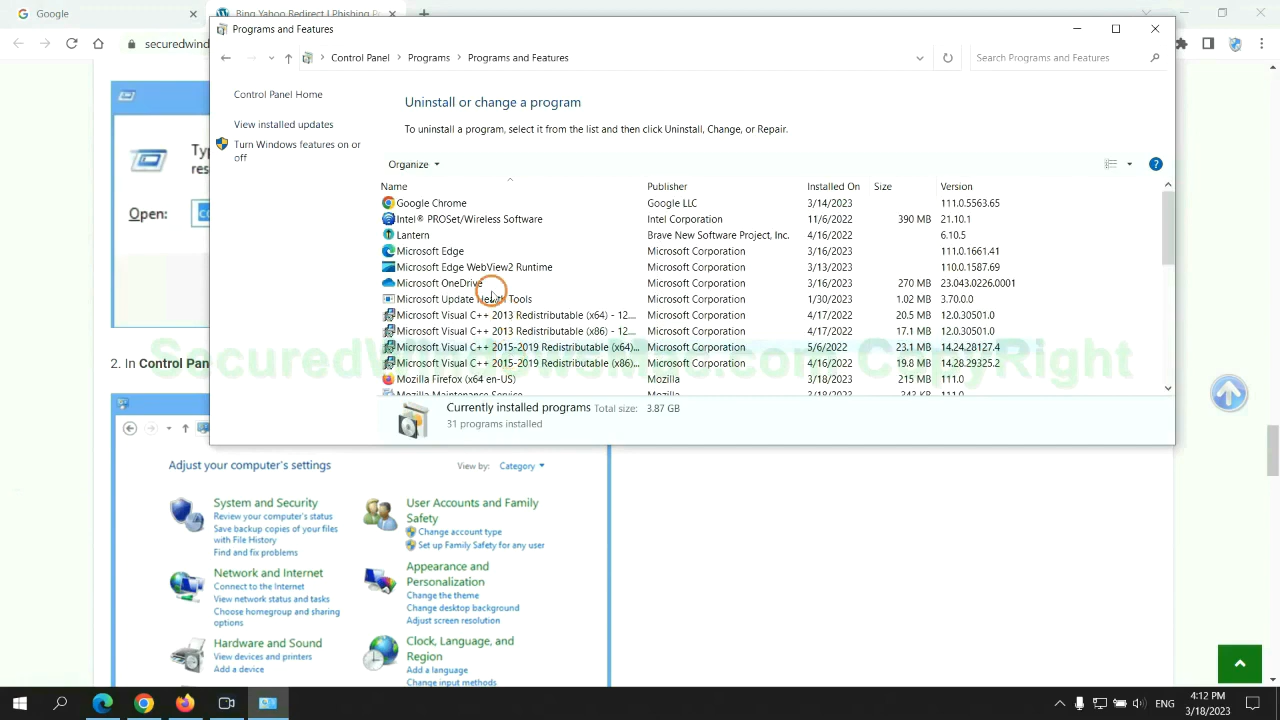 Google
Bing Yahoo Redirect | Phishing P
securedwind
Programs and Features
Control Panel > Programs > Programs and Features
Search Programs and Features
Control Panel Home
View installed updates
Turn Windows features on or
off
Uninstall or change a program
To uninstall a program, select it from the list and then click Uninstall, Change, or Repair.
Organize
Name Publisher Installed On Size Version
Google Chrome Google LLC 3/14/2023 111.0.5563.65
Intel® PROSet/Wireless Software Intel Corporation 11/6/2022 390 MB 21.10.1
Lantern Brave New Software Project, Inc. 4/16/2022 6.10.5
Microsoft Edge Microsoft Corporation 3/16/2023 111.0.1661.41
Microsoft Edge WebView2 Runtime Microsoft Corporation 3/13/2023 110.0.1587.69
Microsoft OneDrive Microsoft Corporation 3/16/2023 270 MB 23.043.0226.0001
Microsoft Update Health Tools Microsoft Corporation 1/30/2023 1.02 MB 3.70.0.0
Microsoft Visual C++ 2013 Redistributable (x64) - 12.... Microsoft Corporation 4/17/2022 20.5 MB 12.0.30501.0
Microsoft Visual C++ 2013 Redistributable (x86) - 12.... Microsoft Corporation 4/17/2022 17.1 MB 12.0.30501.0
Microsoft Visual C++ 2015-2019 Redistributable (x64)... Microsoft Corporation 5/6/2022 23.1 MB 14.24.28127.4
Microsoft Visual C++ 2015-2019 Redistributable (x86)... Microsoft Corporation 4/16/2022 19.8 MB 14.28.29325.2
Mozilla Firefox (x64 en-US) Mozilla 3/18/2023 215 MB 111.0
Mozilla Maintenance Service Mozilla 3/18/2023 343 KB 111.0
Currently installed programs Total size: 3.87 GB
31 programs installed
Typ
res
Open: co
2. In Control Pan
Adjust your computer's settings
View by: Category
System and Security
Review your computer's status
Save backup copies of your files
with File History
Find and fix problems
Network and Internet
Connect to the Internet
View network status and tasks
Choose homegroup and sharing
options
Hardware and Sound
View devices and printers
Add a device
User Accounts and Family
Safety
Change account type
Set up Family Safety for any user
Appearance and
Personalization
Change the theme
Change desktop background
Adjust screen resolution
Clock, Language, and
Region
Add a language
Change input methods
ENG
4:12 PM
3/18/2023